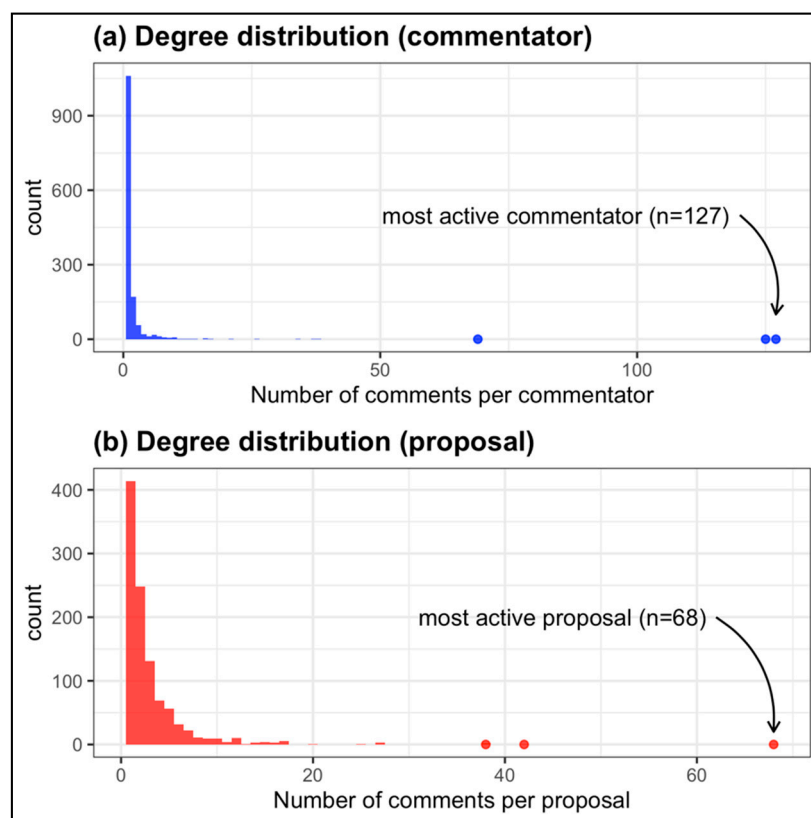 (a) Degree distribution (commentator)
900
600
300
0
count
most active commentator (n=127)
0
50
100
Number of comments per commentator
(b) Degree distribution (proposal)
400
300
200
100
0
count
most active proposal (n=68)
0
20
40
60
Number of comments per proposal